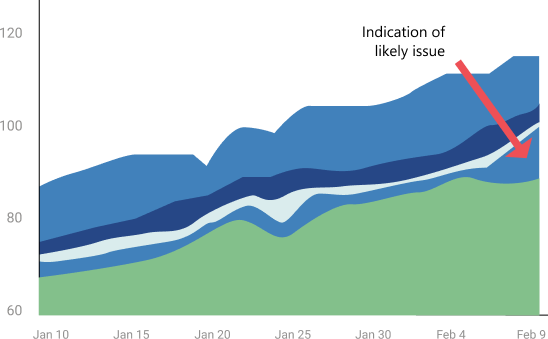 120
Indication of
likely issue
100
80
60
Jan 10 Jan 15 Jan 20 Jan 25 Jan 30 Feb 4 Feb 9